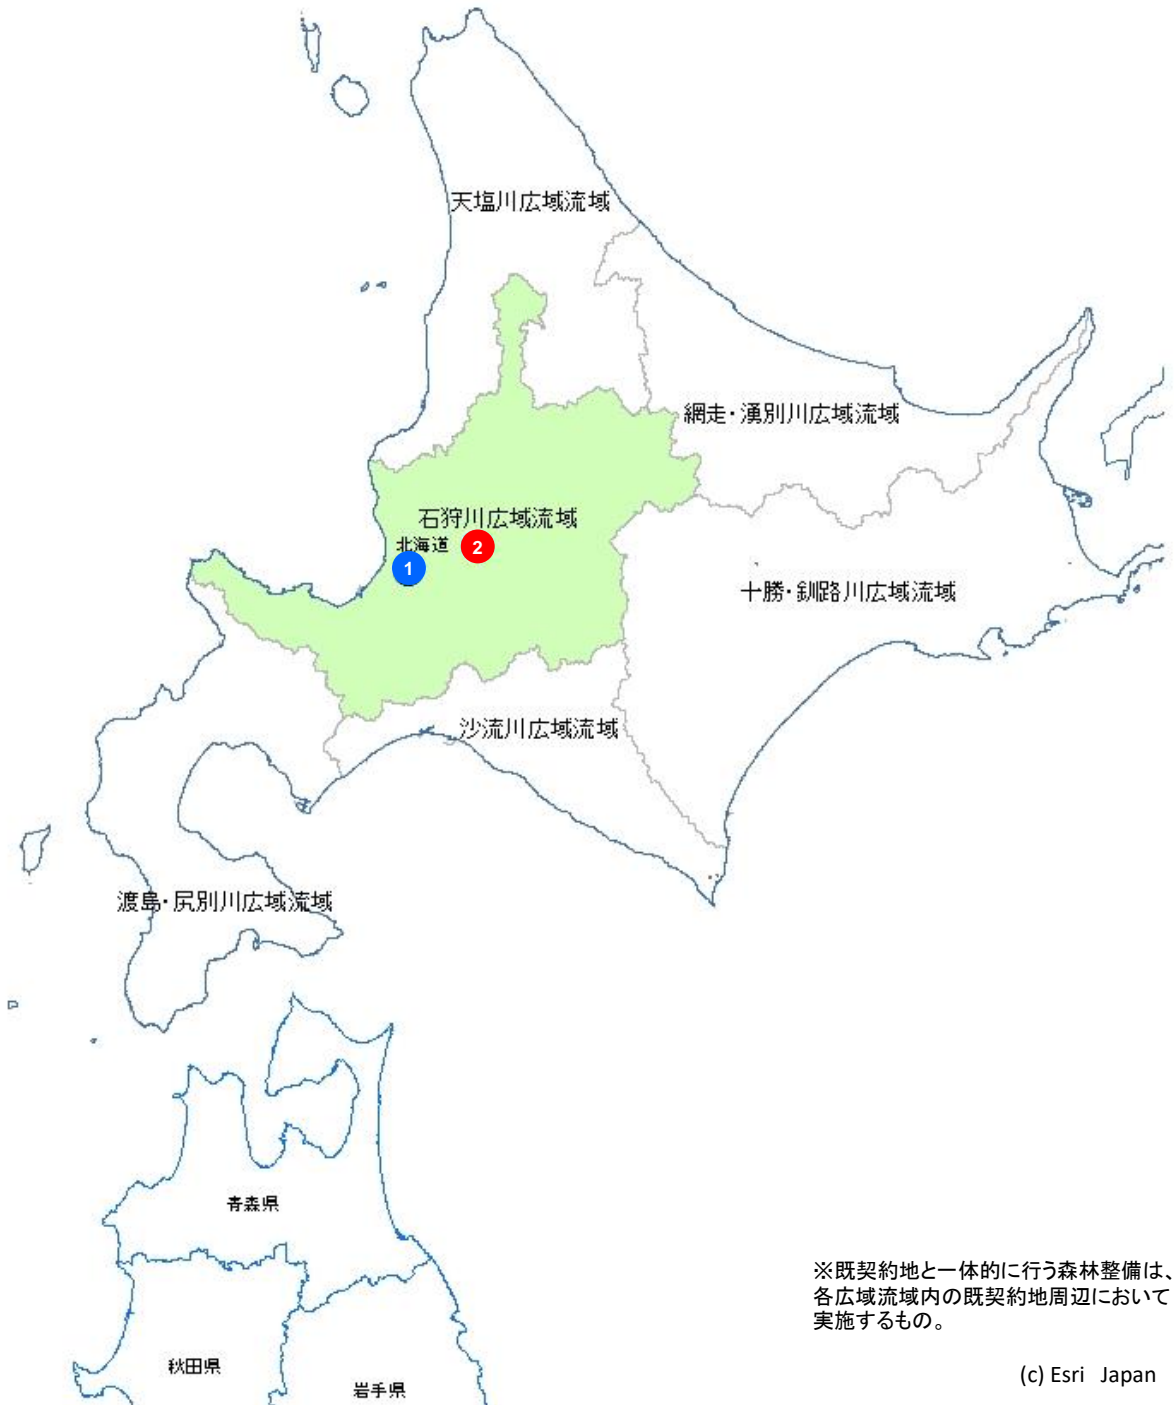 天塩川広域流域
網走・湧別川広域流域
石狩川広域流域
北海道
2
1
十勝・釧路川広域流域
沙流川広域流域
渡島・尻別川広域流域
青森県
※既契約地と一体的に行う森林整備は、
各広域流域内の既契約地周辺において
実施するもの。
秋田県
岩手県
(c) Esri Japan